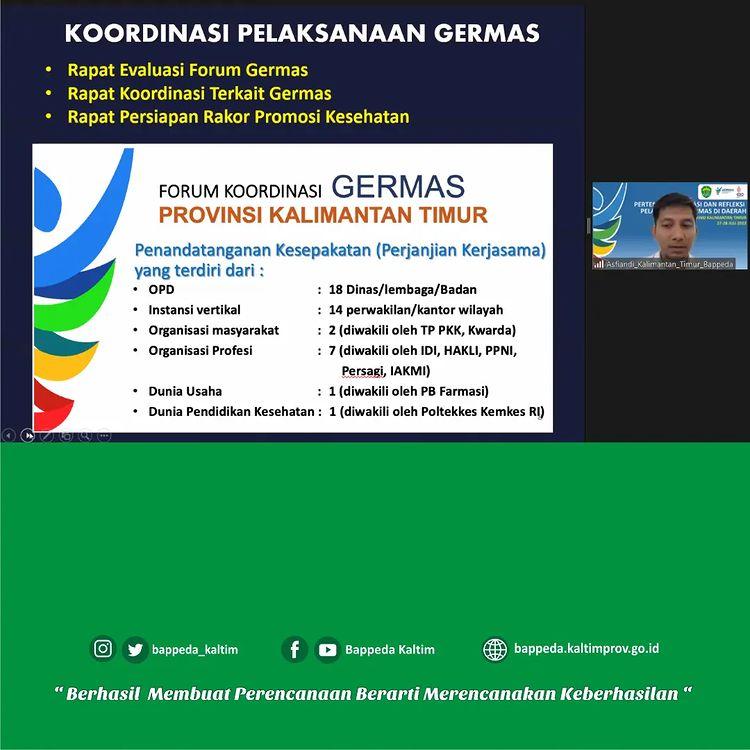 KOORDINASI PELAKSANAAN GERMAS
• Rapat Evaluasi Forum Germas
• Rapat Koordinasi Terkait Germas
• Rapat Persiapan Rakor Promosi Kesehatan
FORUM KOORDINASI GERMAS
PROVINSI KALIMANTAN TIMUR
Penandatanganan Kesepakatan (Perjanjian Kerjasama)
yang terdiri dari :
• OPD : 18 Dinas/lembaga/Badan
• Instansi vertikal : 14 perwakilan/kantor wilayah
• Organisasi masyarakat : 2 (diwakili oleh TP PKK, Kwarda)
• Organisasi Profesi : 7 (diwakili oleh IDI, HAKLI, PPNI,
Persagi, IAKMI)
• Dunia Usaha : 1 (diwakili oleh PB Farmasi)
• Dunia Pendidikan Kesehatan : 1 (diwakili oleh Poltekkes Kemkes RI)
Asfiandi_Kalimantan_Timur_Bappeda
bappeda_kaltim
Bappeda Kaltim
bappeda.kaltimprov.go.id
“ Berhasil Membuat Perencanaan Berarti Merencanakan Keberhasilan “